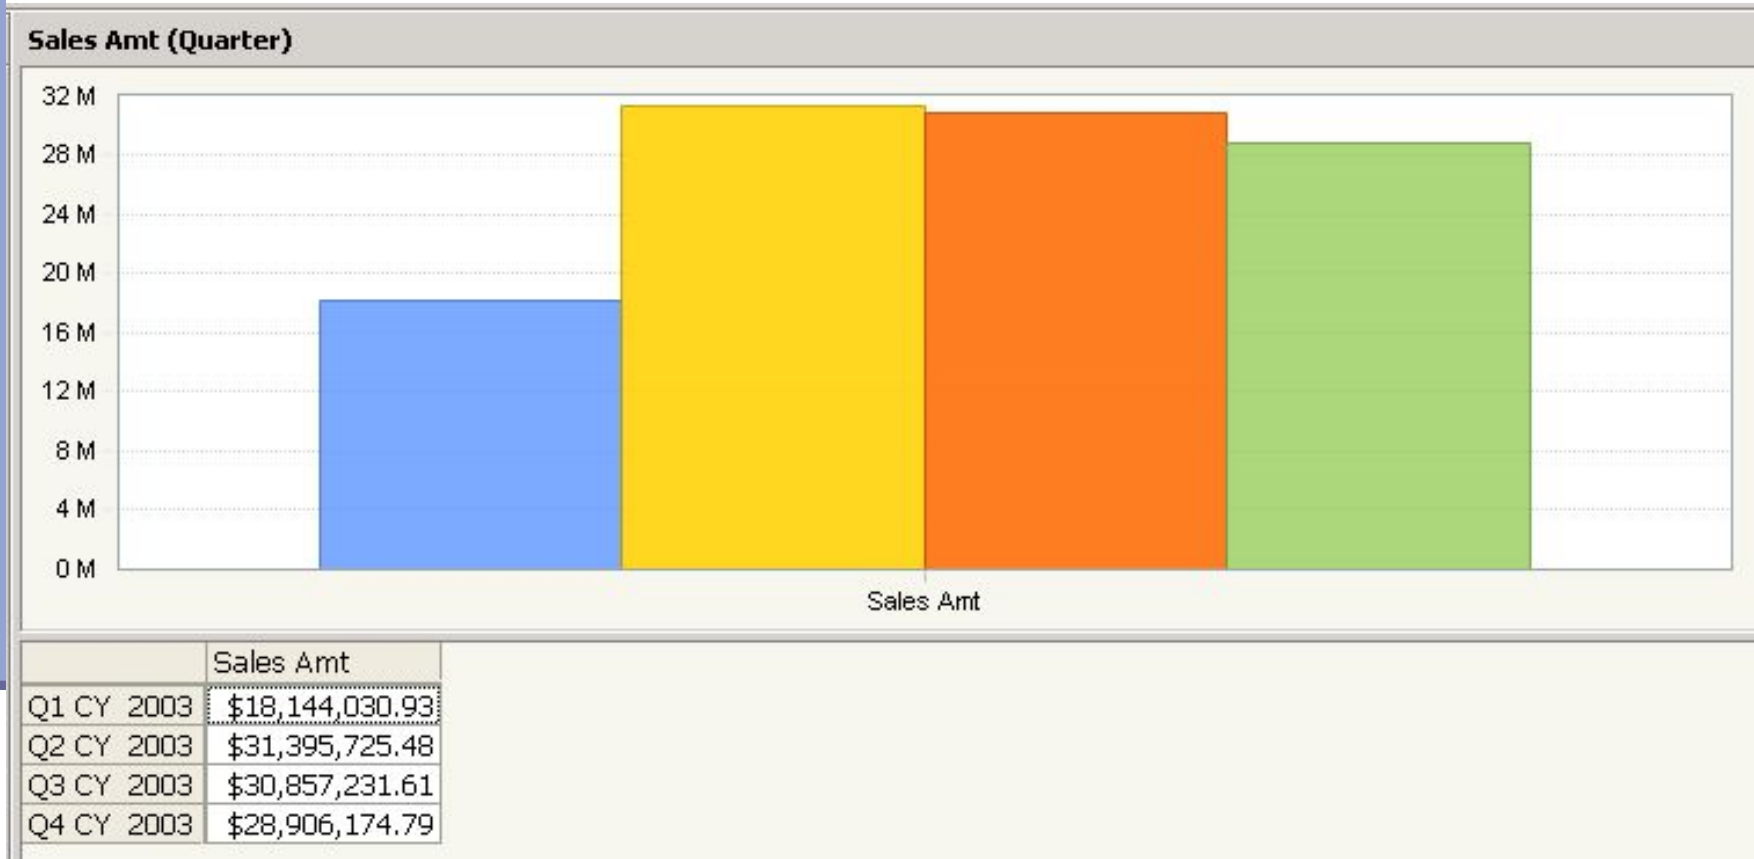 Sales Amt (Quarter)
32 M
28 M
24 M
20 M
16 M
12 M
8 M
4 M
0 M
Sales Amt
Sales Amt
Q1 CY 2003 $18,144,030.93
Q2 CY 2003 $31,395,725.48
Q3 CY 2003 $30,857,231.61
Q4 CY 2003 $28,906,174.79